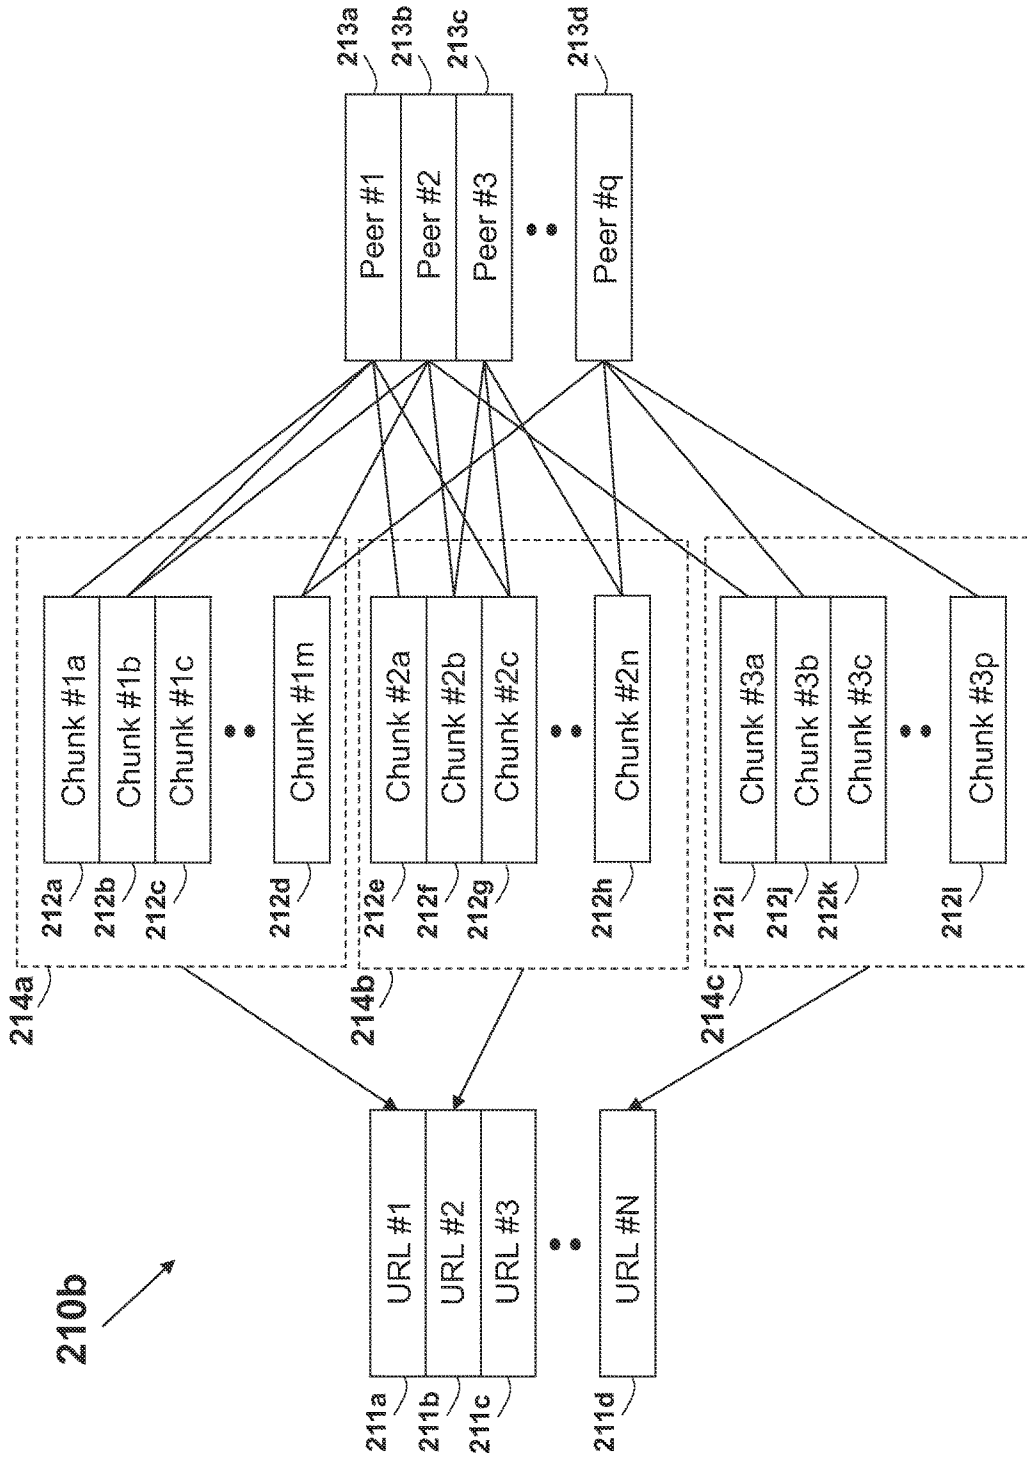 210b
211a
URL #1
211b
URL #2
211c
URL #3
211d
URL #N
214a
212a
Chunk #1a
212b
Chunk #1b
212c
Chunk #1c
212d
Chunk #1m
214b
212e
Chunk #2a
212f
Chunk #2b
212g
Chunk #2c
212h
Chunk #2n
214c
212i
Chunk #3a
212j
Chunk #3b
212k
Chunk #3c
212l
Chunk #3p
Peer #1
213a
Peer #2
213b
Peer #3
213c
Peer #q
213d